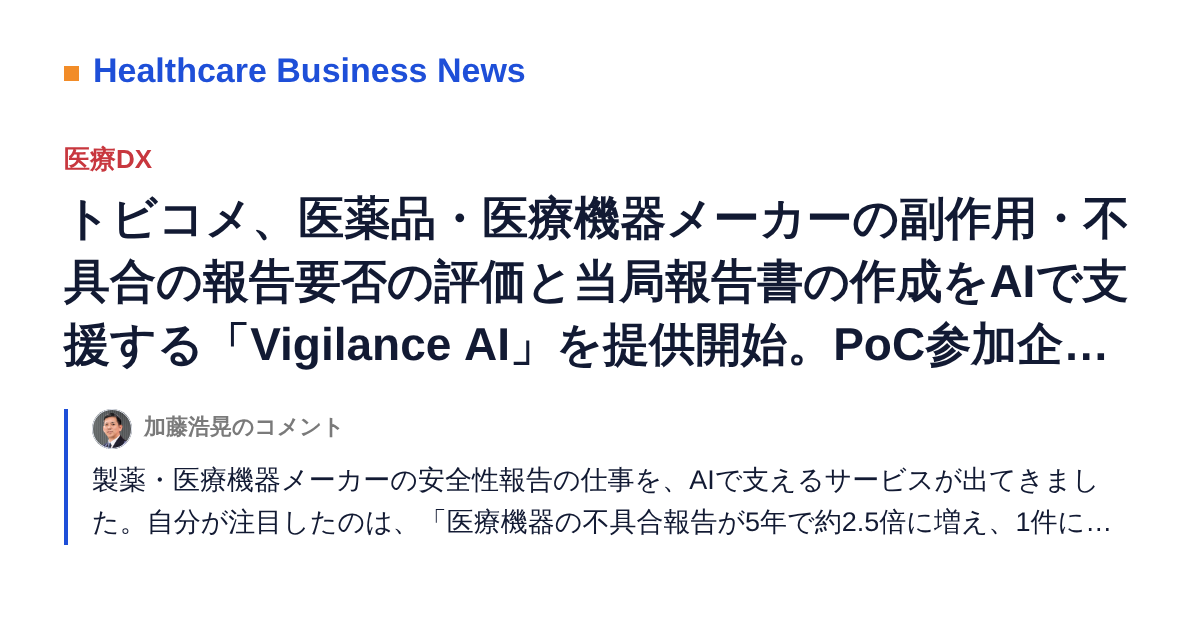 Healthcare Business News
医療DX
トビコメ、医薬品・医療機器メーカーの副作用・不
具合の報告要否の評価と当局報告書の作成をAIで支
援する「Vigilance AI」を提供開始。PoC参加企…
加藤浩晃のコメント
製薬・医療機器メーカーの安全性報告の仕事を、AIで支えるサービスが出てきまし
た。自分が注目したのは、「医療機器の不具合報告が5年で約2.5倍に増え、1件に…